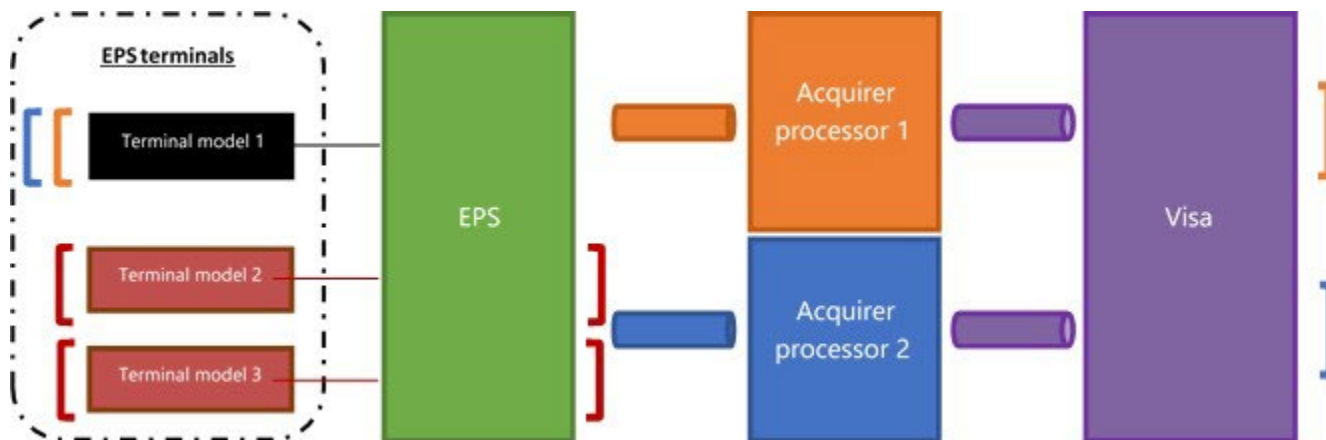 EPS terminals
Terminal model 1
Terminal model 2
Terminal model 3
EPS
Acquirer
processor 1
Acquirer
processor 2
Visa